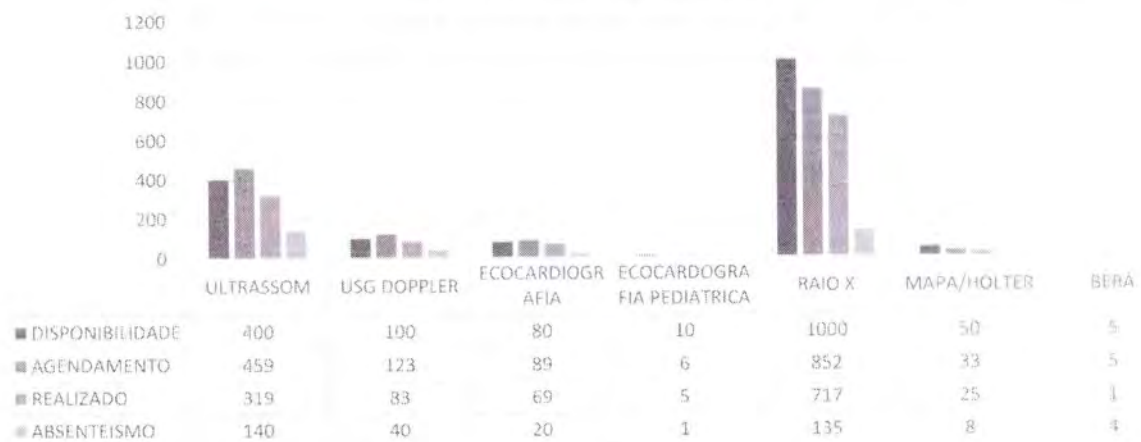 1200
1000
800
600
400
200
0
ULTRASSOM USG DOPPLER ECOCARDIOGR AFIA ECOCARDOGRA FIA PEDIATRICA RAIO X MAPA/HOLTER BERA
DISPONIBILIDADE 400 100 80 10 1000 50 5
AGENDAMENTO 459 123 89 6 852 33 5
REALIZADO 319 83 69 5 717 25 1
ABSENTEISMO 140 40 20 1 135 8 4